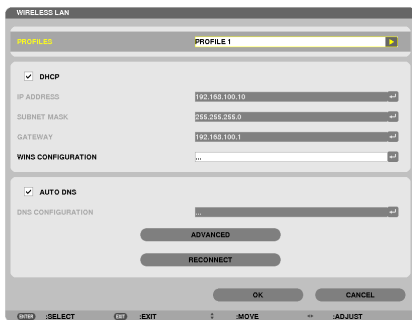 WIRELESS LAN
PROFILES PROFILE 1
DHCP
IP ADDRESS 192.168.100.10
SUBNET MASK 255.255.255.0
GATEWAY 192.168.100.1
WINS CONFIGURATION ...
AUTO DNS
DNS CONFIGURATION ...
ADVANCED
RECONNECT
OK CANCEL
ENTER :SELECT EXIT :EXIT :MOVE :ADJUST